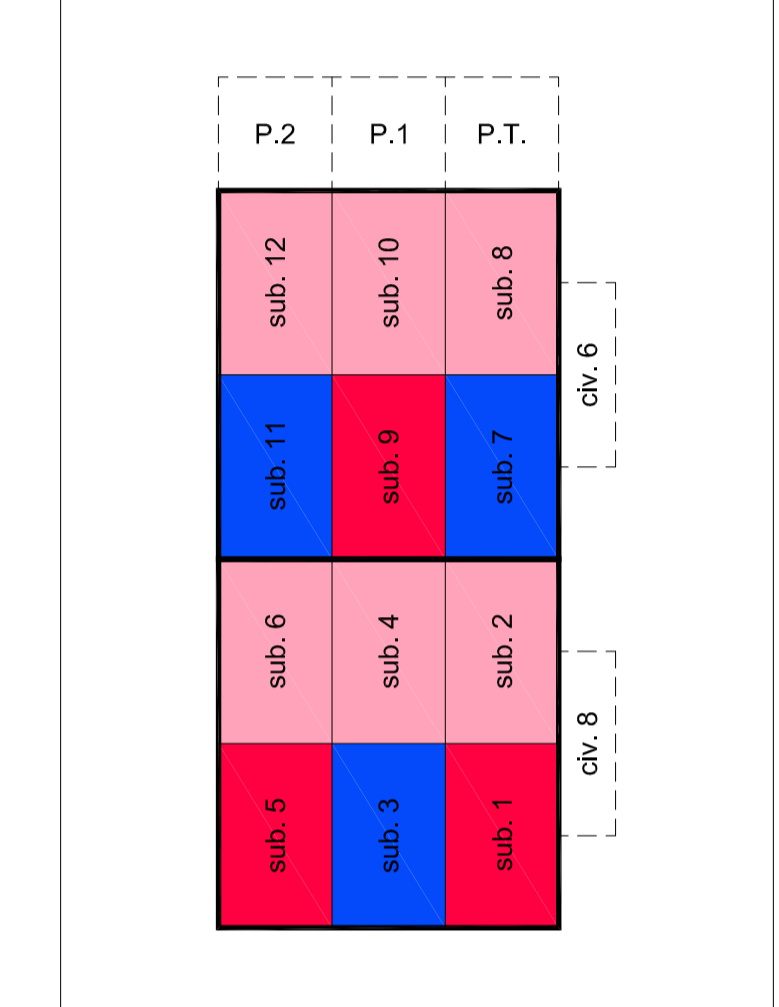 P.2 P.1 P.T.
sub. 12 sub. 10 sub. 8
civ. 6
sub. 11 sub. 9 sub. 7
sub. 6 sub. 4 sub. 2
civ. 8
sub. 5 sub. 3 sub. 1